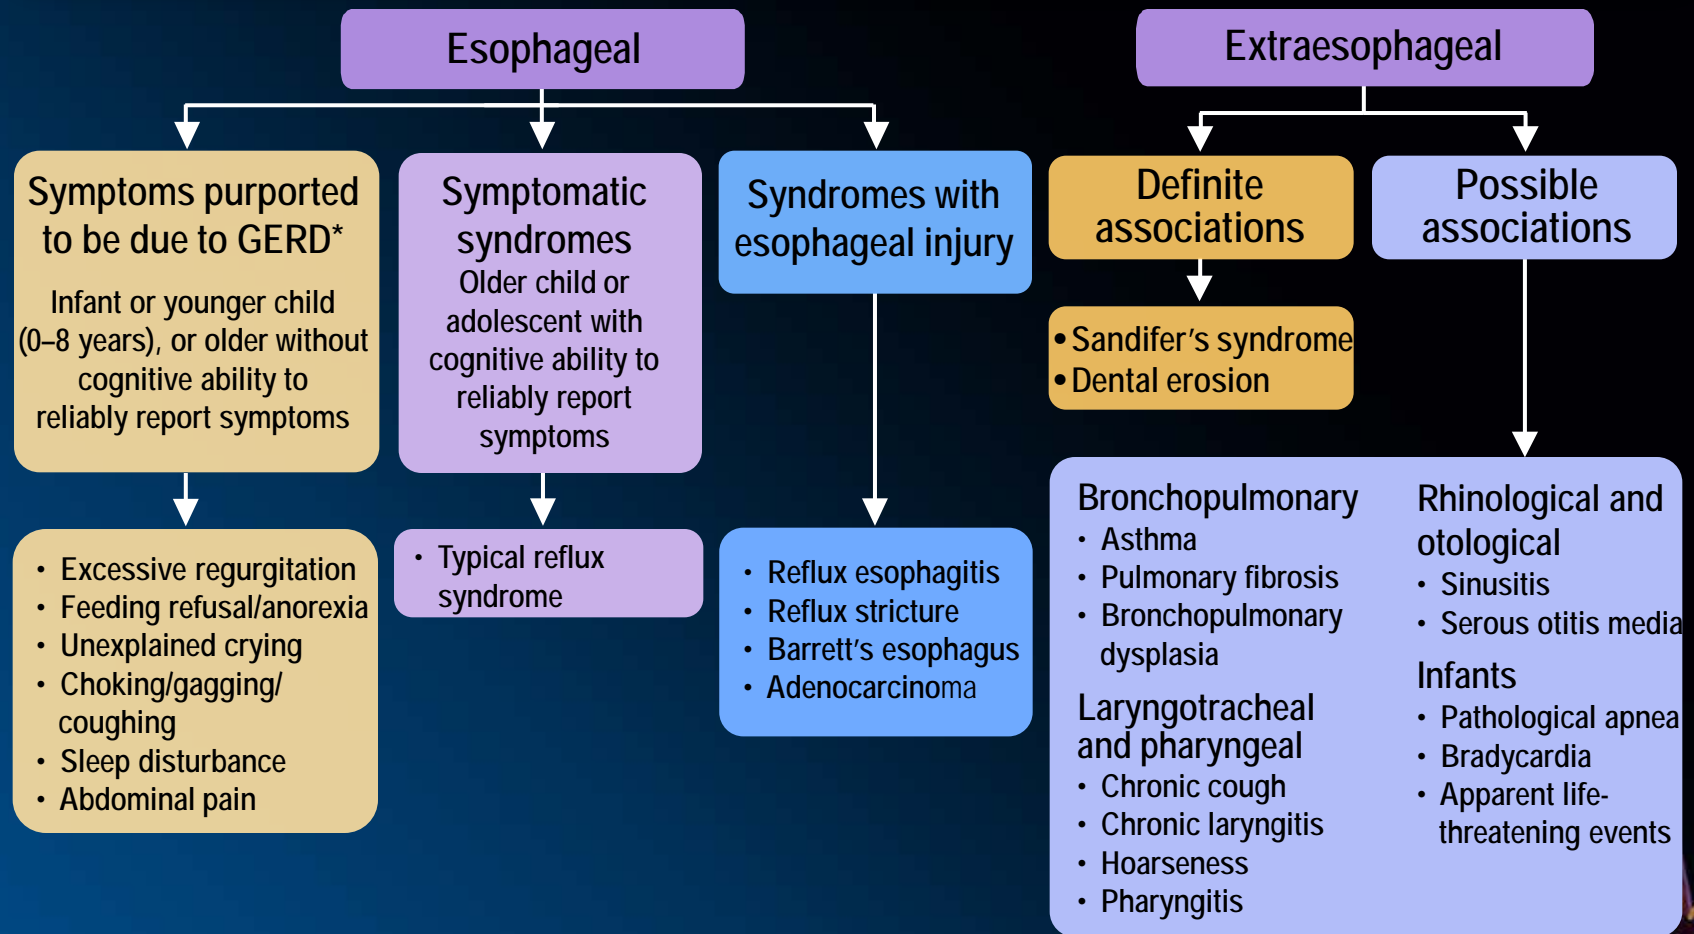 Esophageal
Symptoms purported
to be due to GERD*
Infant or younger child
(0–8 years), or older without
cognitive ability to
reliably report symptoms
• Excessive regurgitation
• Feeding refusal/anorexia
• Unexplained crying
• Choking/gagging/
coughing
• Sleep disturbance
• Abdominal pain
Symptomatic
syndromes
Older child or
adolescent with
cognitive ability to
reliably report
symptoms
• Typical reflux
syndrome
Syndromes with
esophageal injury
• Reflux esophagitis
• Reflux stricture
• Barrett’s esophagus
• Adenocarcinoma
Extraesophageal
Definite
associations
• Sandifer’s syndrome
• Dental erosion
Possible
associations
Bronchopulmonary
• Asthma
• Pulmonary fibrosis
• Bronchopulmonary
dysplasia
Laryngotracheal
and pharyngeal
• Chronic cough
• Chronic laryngitis
• Hoarseness
• Pharyngitis
Rhinological and
otological
• Sinusitis
• Serous otitis media
Infants
• Pathological apnea
• Bradycardia
• Apparent life-
threatening events